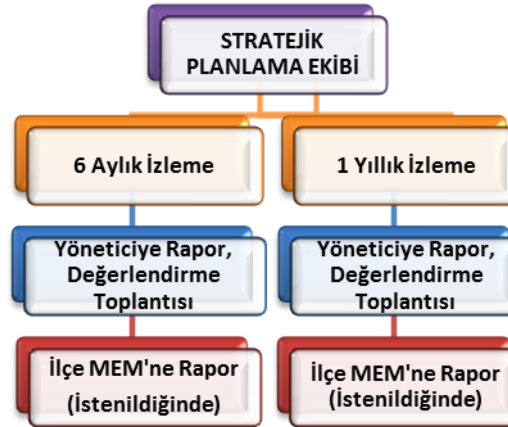 STRATEJİK
PLANLAMA EKİBİ
6 Aylık İzleme
1 Yıllık İzleme
Yöneticiye Rapor,
Değerlendirme
Toplantısı
Yöneticiye Rapor,
Değerlendirme
Toplantısı
İlçe MEM'ne Rapor
(İstenildiğinde)
İlçe MEM'ne Rapor
(İstenildiğinde)